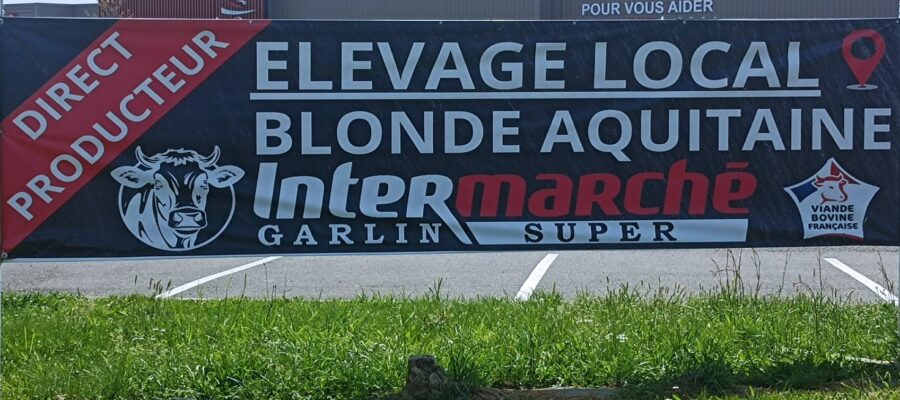 POUR VOUS AIDER
DIRECT
PRODUCTEUR
ELEVAGE LOCAL
BLONDE AQUITAINE
Intermarché
GARLIN SUPER
VIANDE
BOVINE
FRANÇAISE